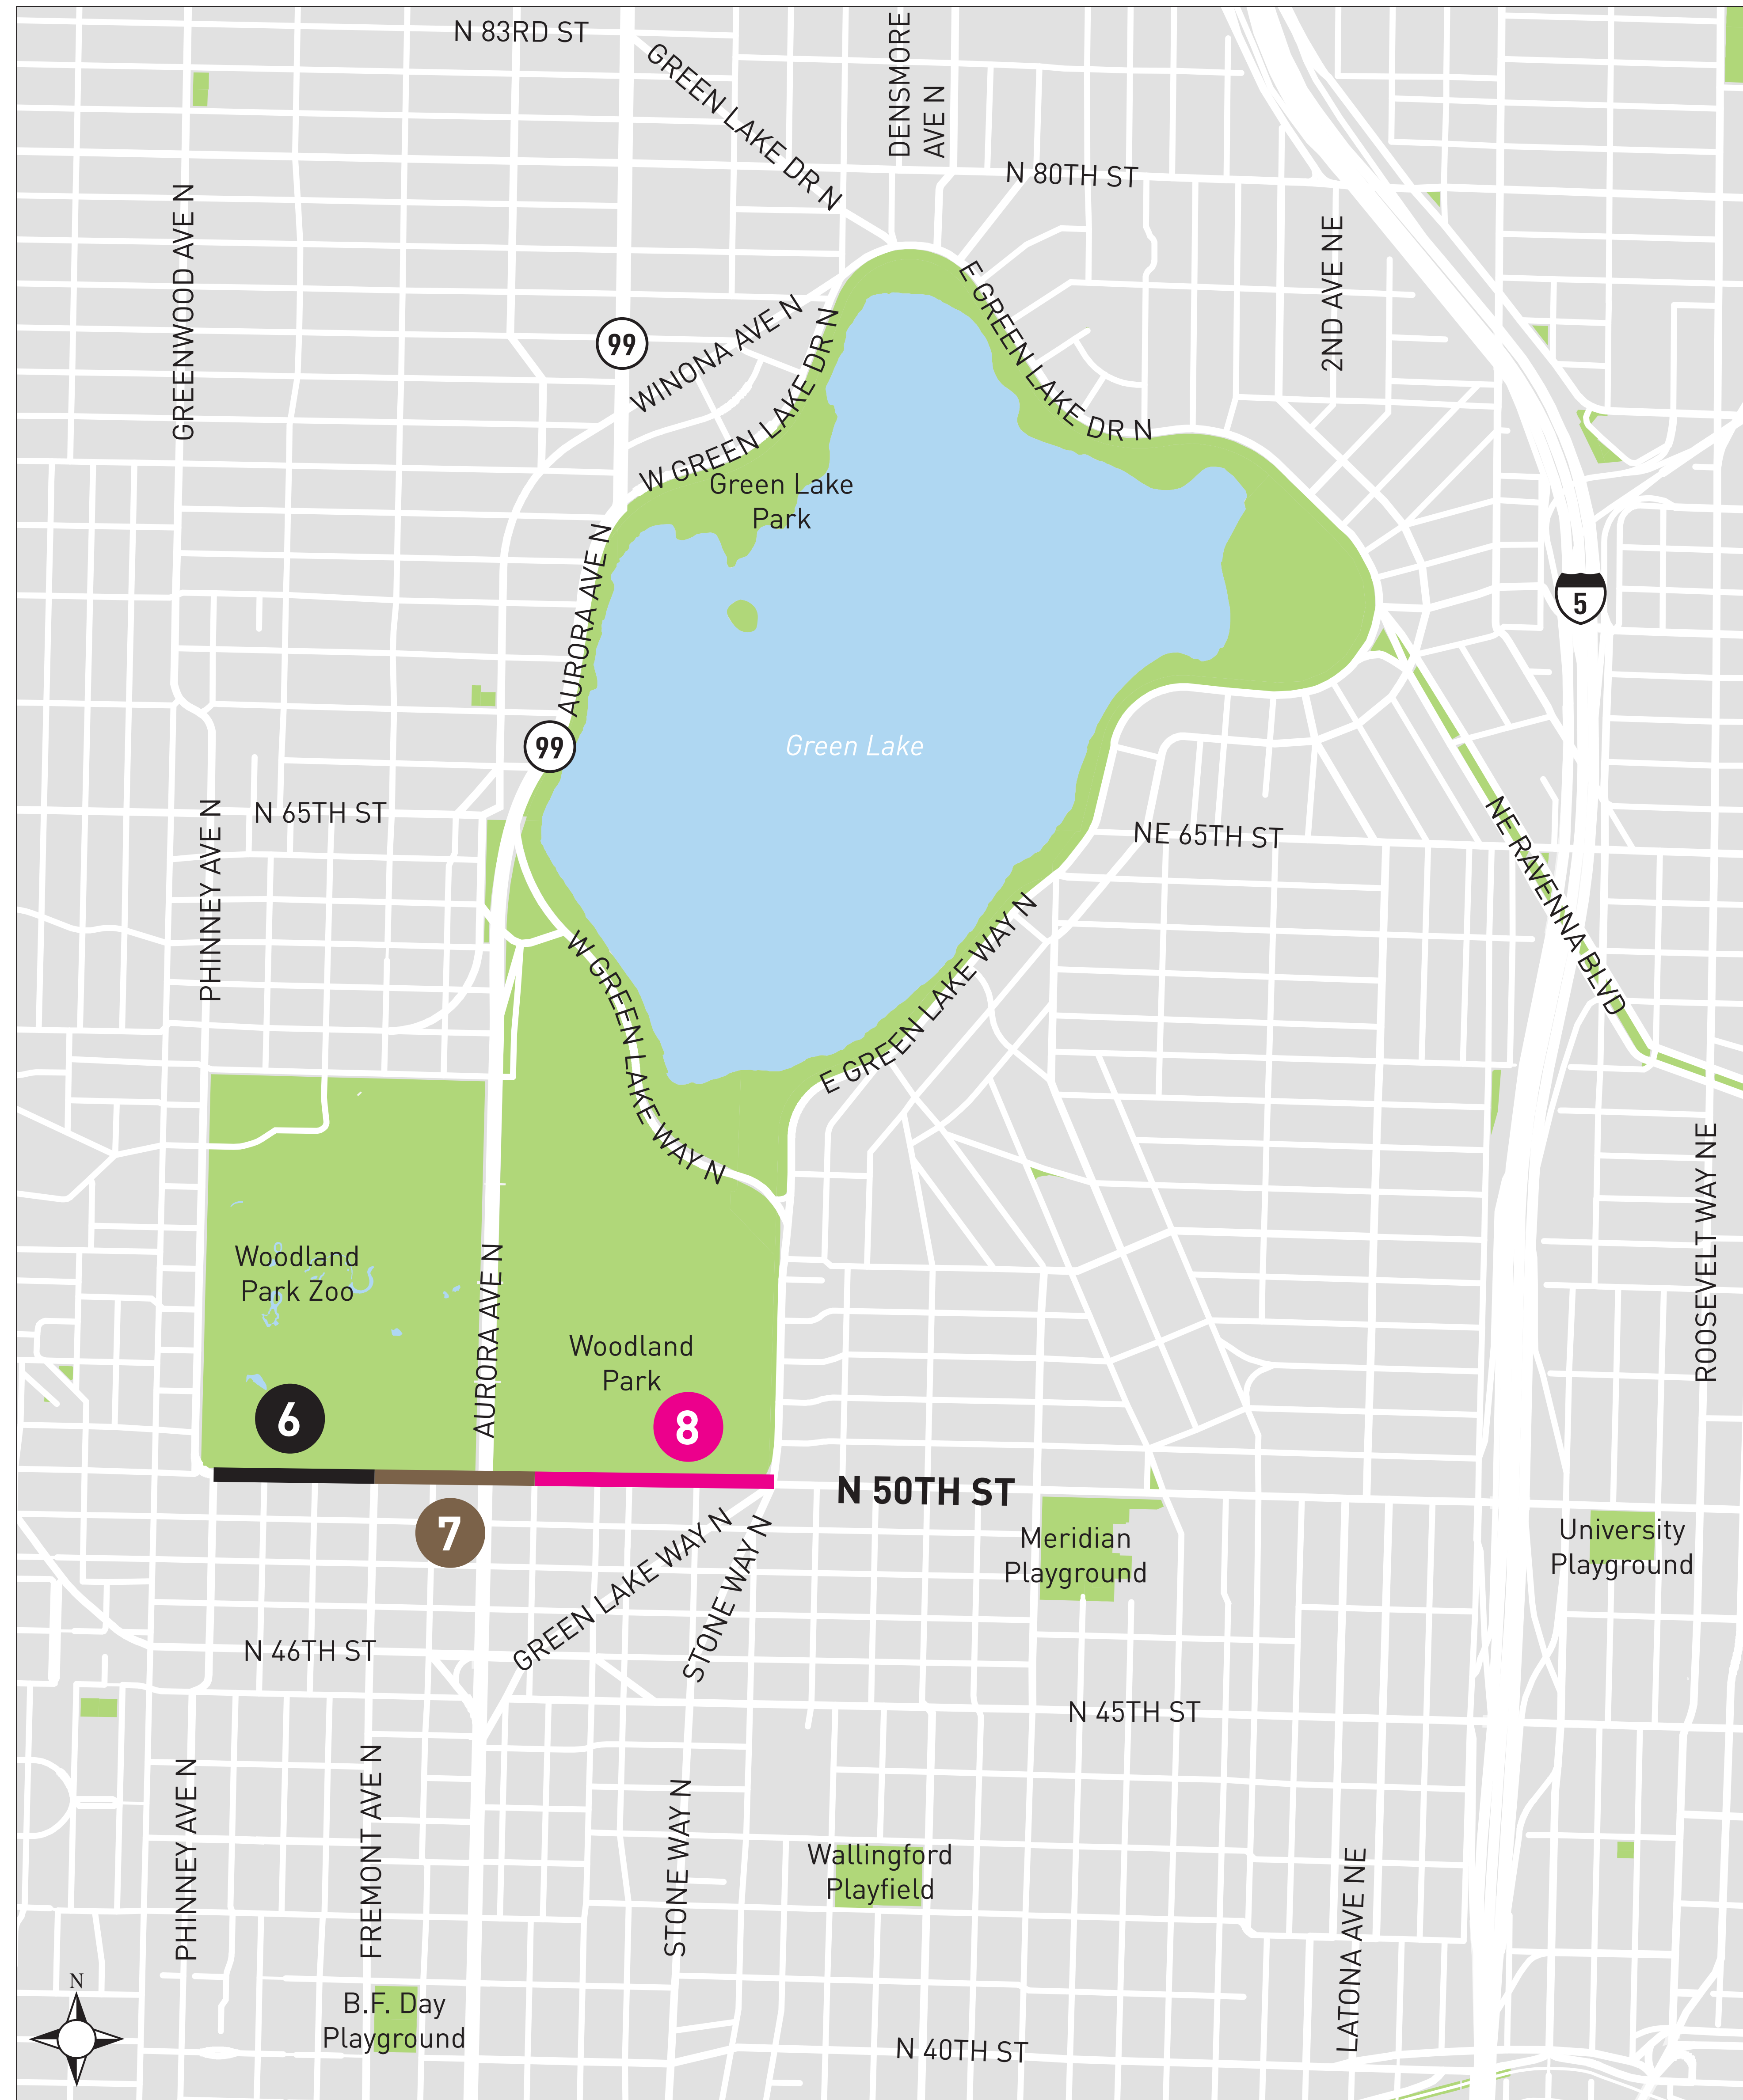 N 83RD ST
GREEN LAKE DR N
DENSMORE
AVE N
N 80TH ST
GREENWOOD AVE N
2ND AVE NE
E GREEN LAKE DR N
99
WINONA AVE N
W GREEN LAKE DR N
Green Lake
Park
AURORA AVE N
5
99
Green Lake
N 65TH ST
NE 65TH ST
PHINNEY AVE N
NE RAVENNA BLVD
W GREEN LAKE WAY N
E GREEN LAKE WAY N
ROOSEVELT WAY NE
Woodland
Park Zoo
AURORA AVE N
Woodland
Park
6
8
N 50TH ST
7
GREEN LAKE WAY N
STONE WAY N
Meridian
Playground
University
Playground
N 46TH ST
N 45TH ST
PHINNEY AVE N
FREMONT AVE N
STONE WAY N
Wallingford
Playfield
LATONA AVE NE
N
B.F. Day
Playground
N 40TH ST